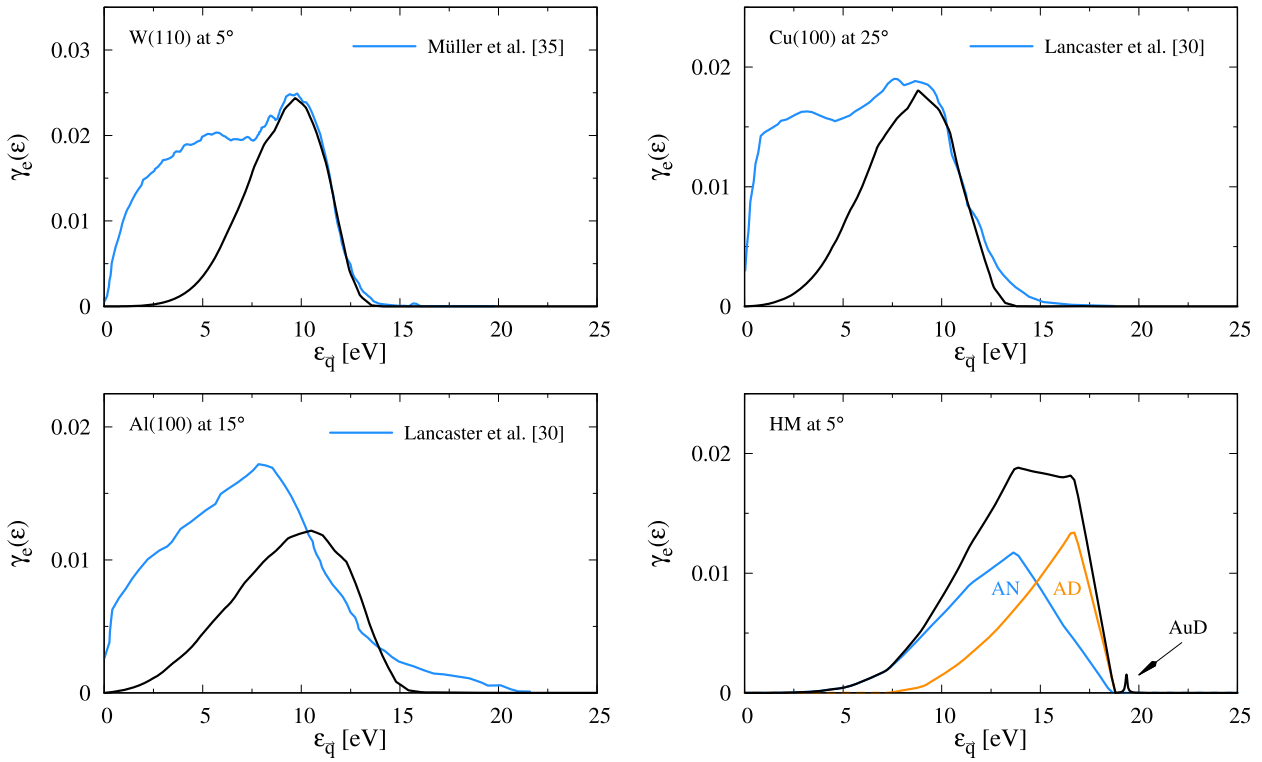 W(110) at 5°
Müller et al. [35]
0.03
0.02
0.01
0
γe(ε)
0 5 10 15 20 25
εq⃗ [eV]
Cu(100) at 25°
Lancaster et al. [30]
0.02
0.01
0
γe(ε)
0 5 10 15 20 25
εq⃗ [eV]
Al(100) at 15°
Lancaster et al. [30]
0.02
0.01
0
γe(ε)
0 5 10 15 20 25
εq⃗ [eV]
HM at 5°
0.02
0.01
0
γe(ε)
AN AD
AuD
0 5 10 15 20 25
εq⃗ [eV]